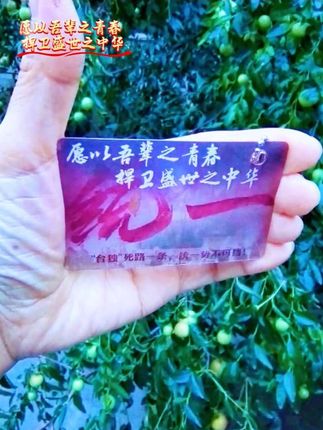 愿以吾辈之青春
捍卫盛世之中华
愿以吾辈之青春
捍卫盛世之中华
统一
“台独”死路一条，统一势不可挡！